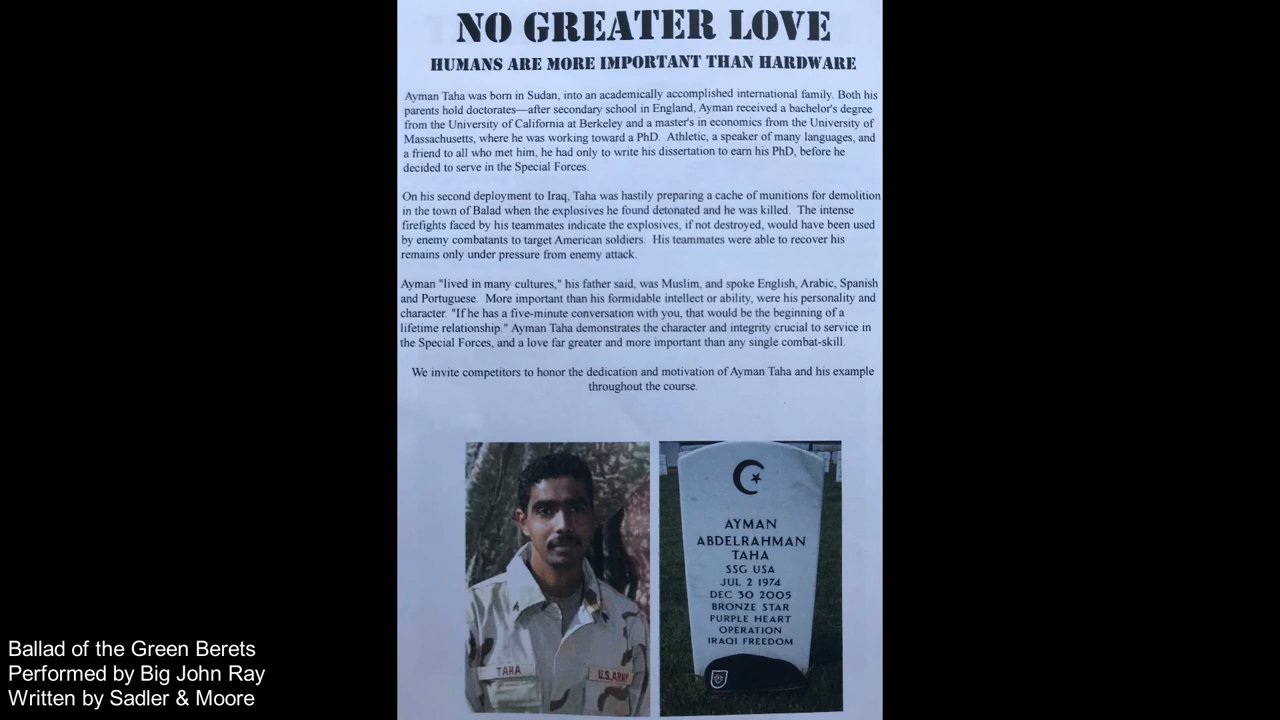 NO GREATER LOVE
HUMANS ARE MORE IMPORTANT THAN HARDWARE
Ayman Taha was born in Sudan, into an academically accomplished international family. Both his
parents hold doctorates—after secondary school in England, Ayman received a bachelor's degree
from the University of California at Berkeley and a master's in economics from the University of
Massachusetts, where he was working toward a PhD. Athletic, a speaker of many languages, and
a friend to all who met him, he had only to write his dissertation to earn his PhD, before he
decided to serve in the Special Forces.
On his second deployment to Iraq, Taha was hastily preparing a cache of munitions for demolition
in the town of Balad when the explosives he found detonated and he was killed. The intense
firefights faced by his teammates indicate the explosives, if not destroyed, would have been used
by enemy combatants to target American soldiers. His teammates were able to recover his
remains only under pressure from enemy attack.
Ayman "lived in many cultures," his father said, was Muslim, and spoke English, Arabic, Spanish
and Portuguese. More important than his formidable intellect or ability, were his personality and
character. "If he has a five-minute conversation with you, that would be the beginning of a
lifetime relationship." Ayman Taha demonstrates the character and integrity crucial to service in
the Special Forces, and a love far greater and more important than any single combat-skill.
We invite competitors to honor the dedication and motivation of Ayman Taha and his example
throughout the course.
TAHA
U.S. ARMY
AYMAN
ABDELRAHMAN
TAHA
SSG USA
JUL 2 1974
DEC 30 2005
BRONZE STAR
PURPLE HEART
OPERATION
IRAQI FREEDOM
Ballad of the Green Berets
Performed by Big John Ray
Written by Sadler & Moore